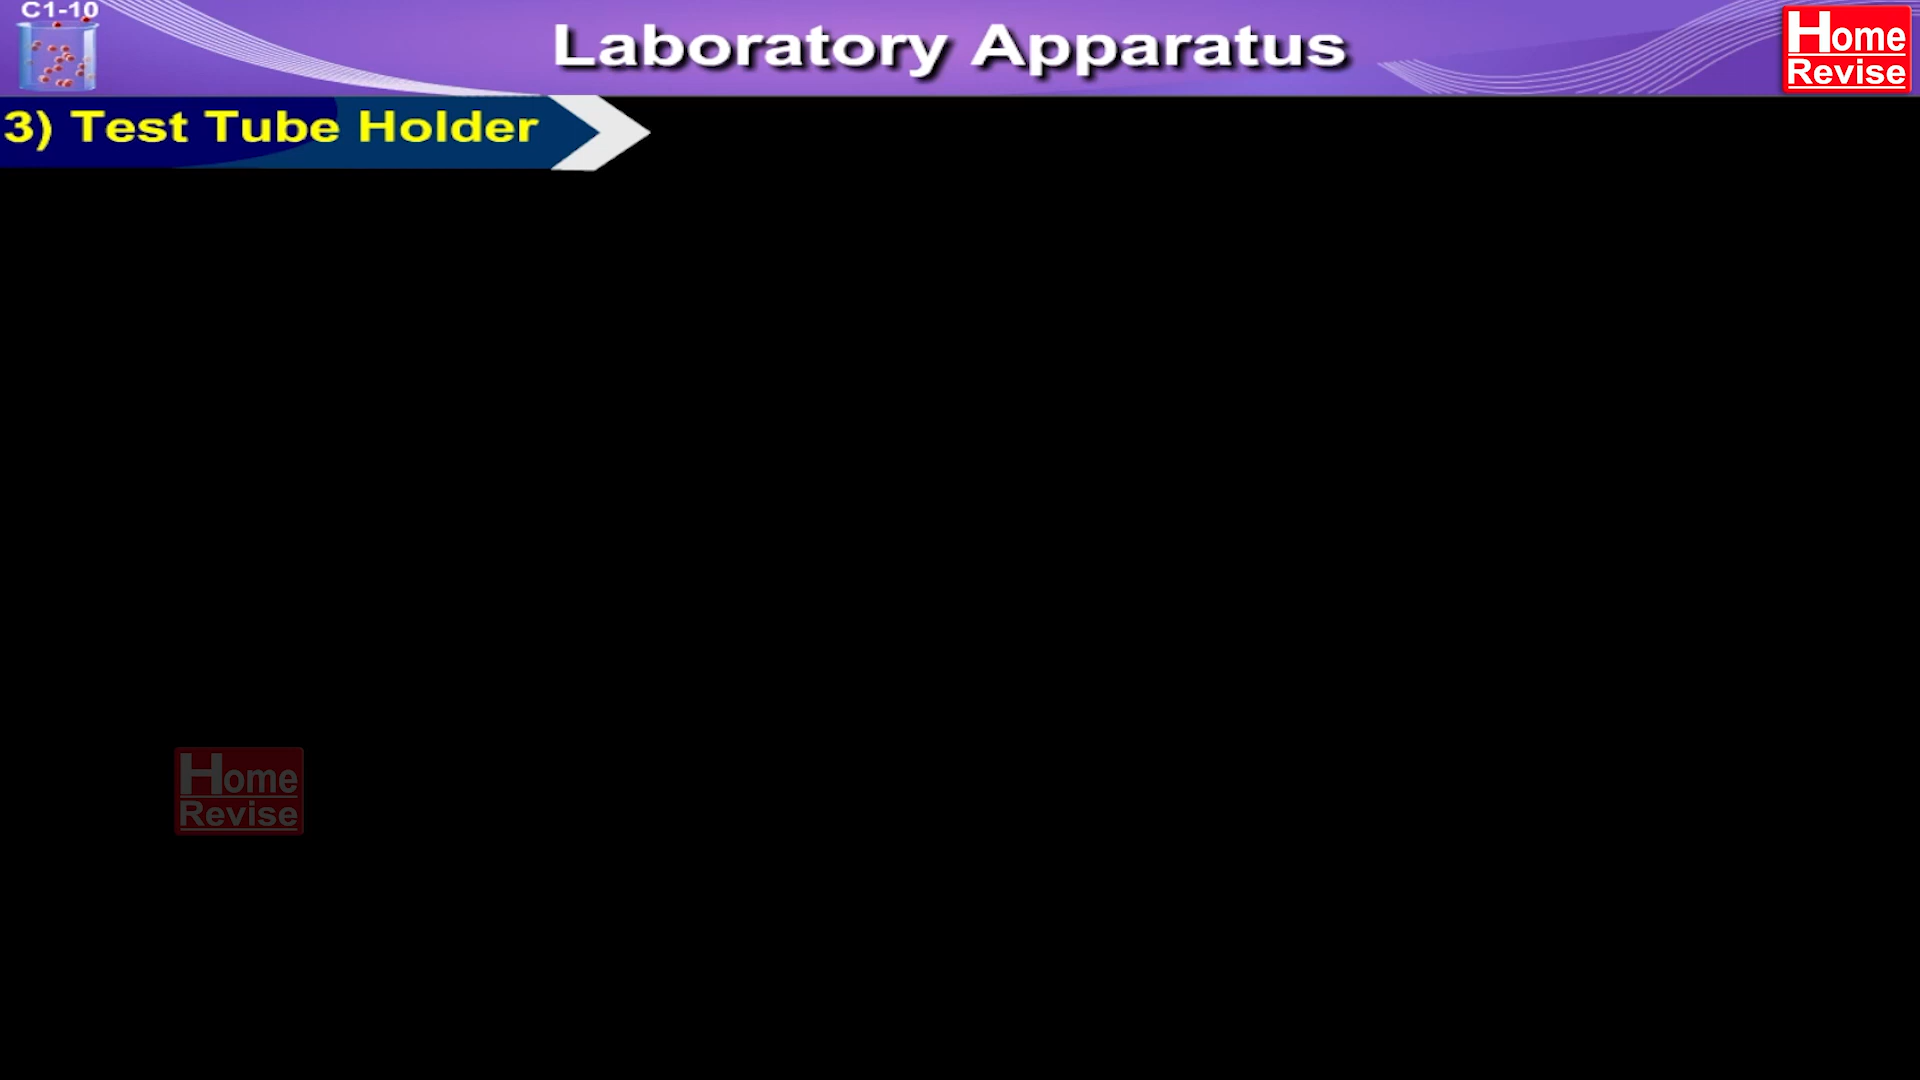 C1-10
Laboratory Apparatus
Home
Revise
3) Test Tube Holder
Home
Revise